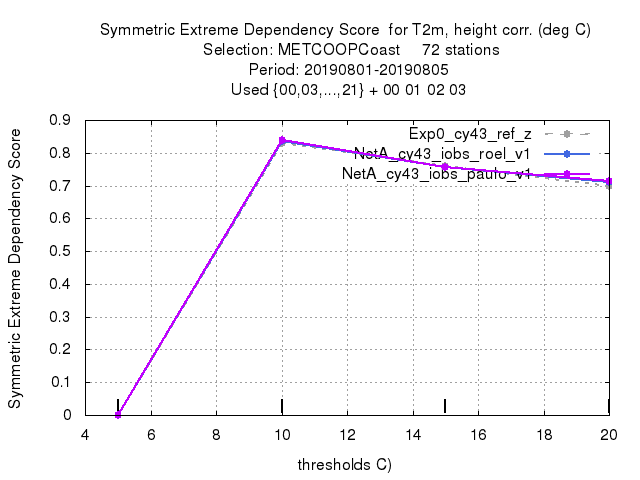 Symmetric Extreme Dependency Score for T2m, height corr. (deg C)
Selection: METCOOPCoast 72 stations
Period: 20190801-20190805
Used {00,03,...,21} + 00 01 02 03
Symmetric Extreme Dependency Score
0.9
0.8
0.7
0.6
0.5
0.4
0.3
0.2
0.1
0
Exp0_cy43_ref_z
NetA_cy43_iobs_roel_v1
NetA_cy43_iobs_paulo_v1
4 6 8 10 12 14 16 18 20
thresholds C)